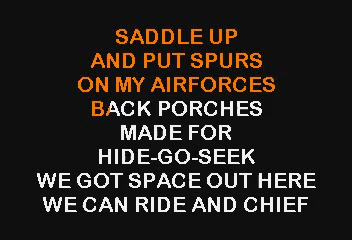 SADDLE UP
AND PUT SPURS
ON MY AIRFORCES
BACK PORCHES
MADE FOR
HIDE-GO-SEEK
WE GOT SPACE OUT HERE
WE CAN RIDE AND CHIEF